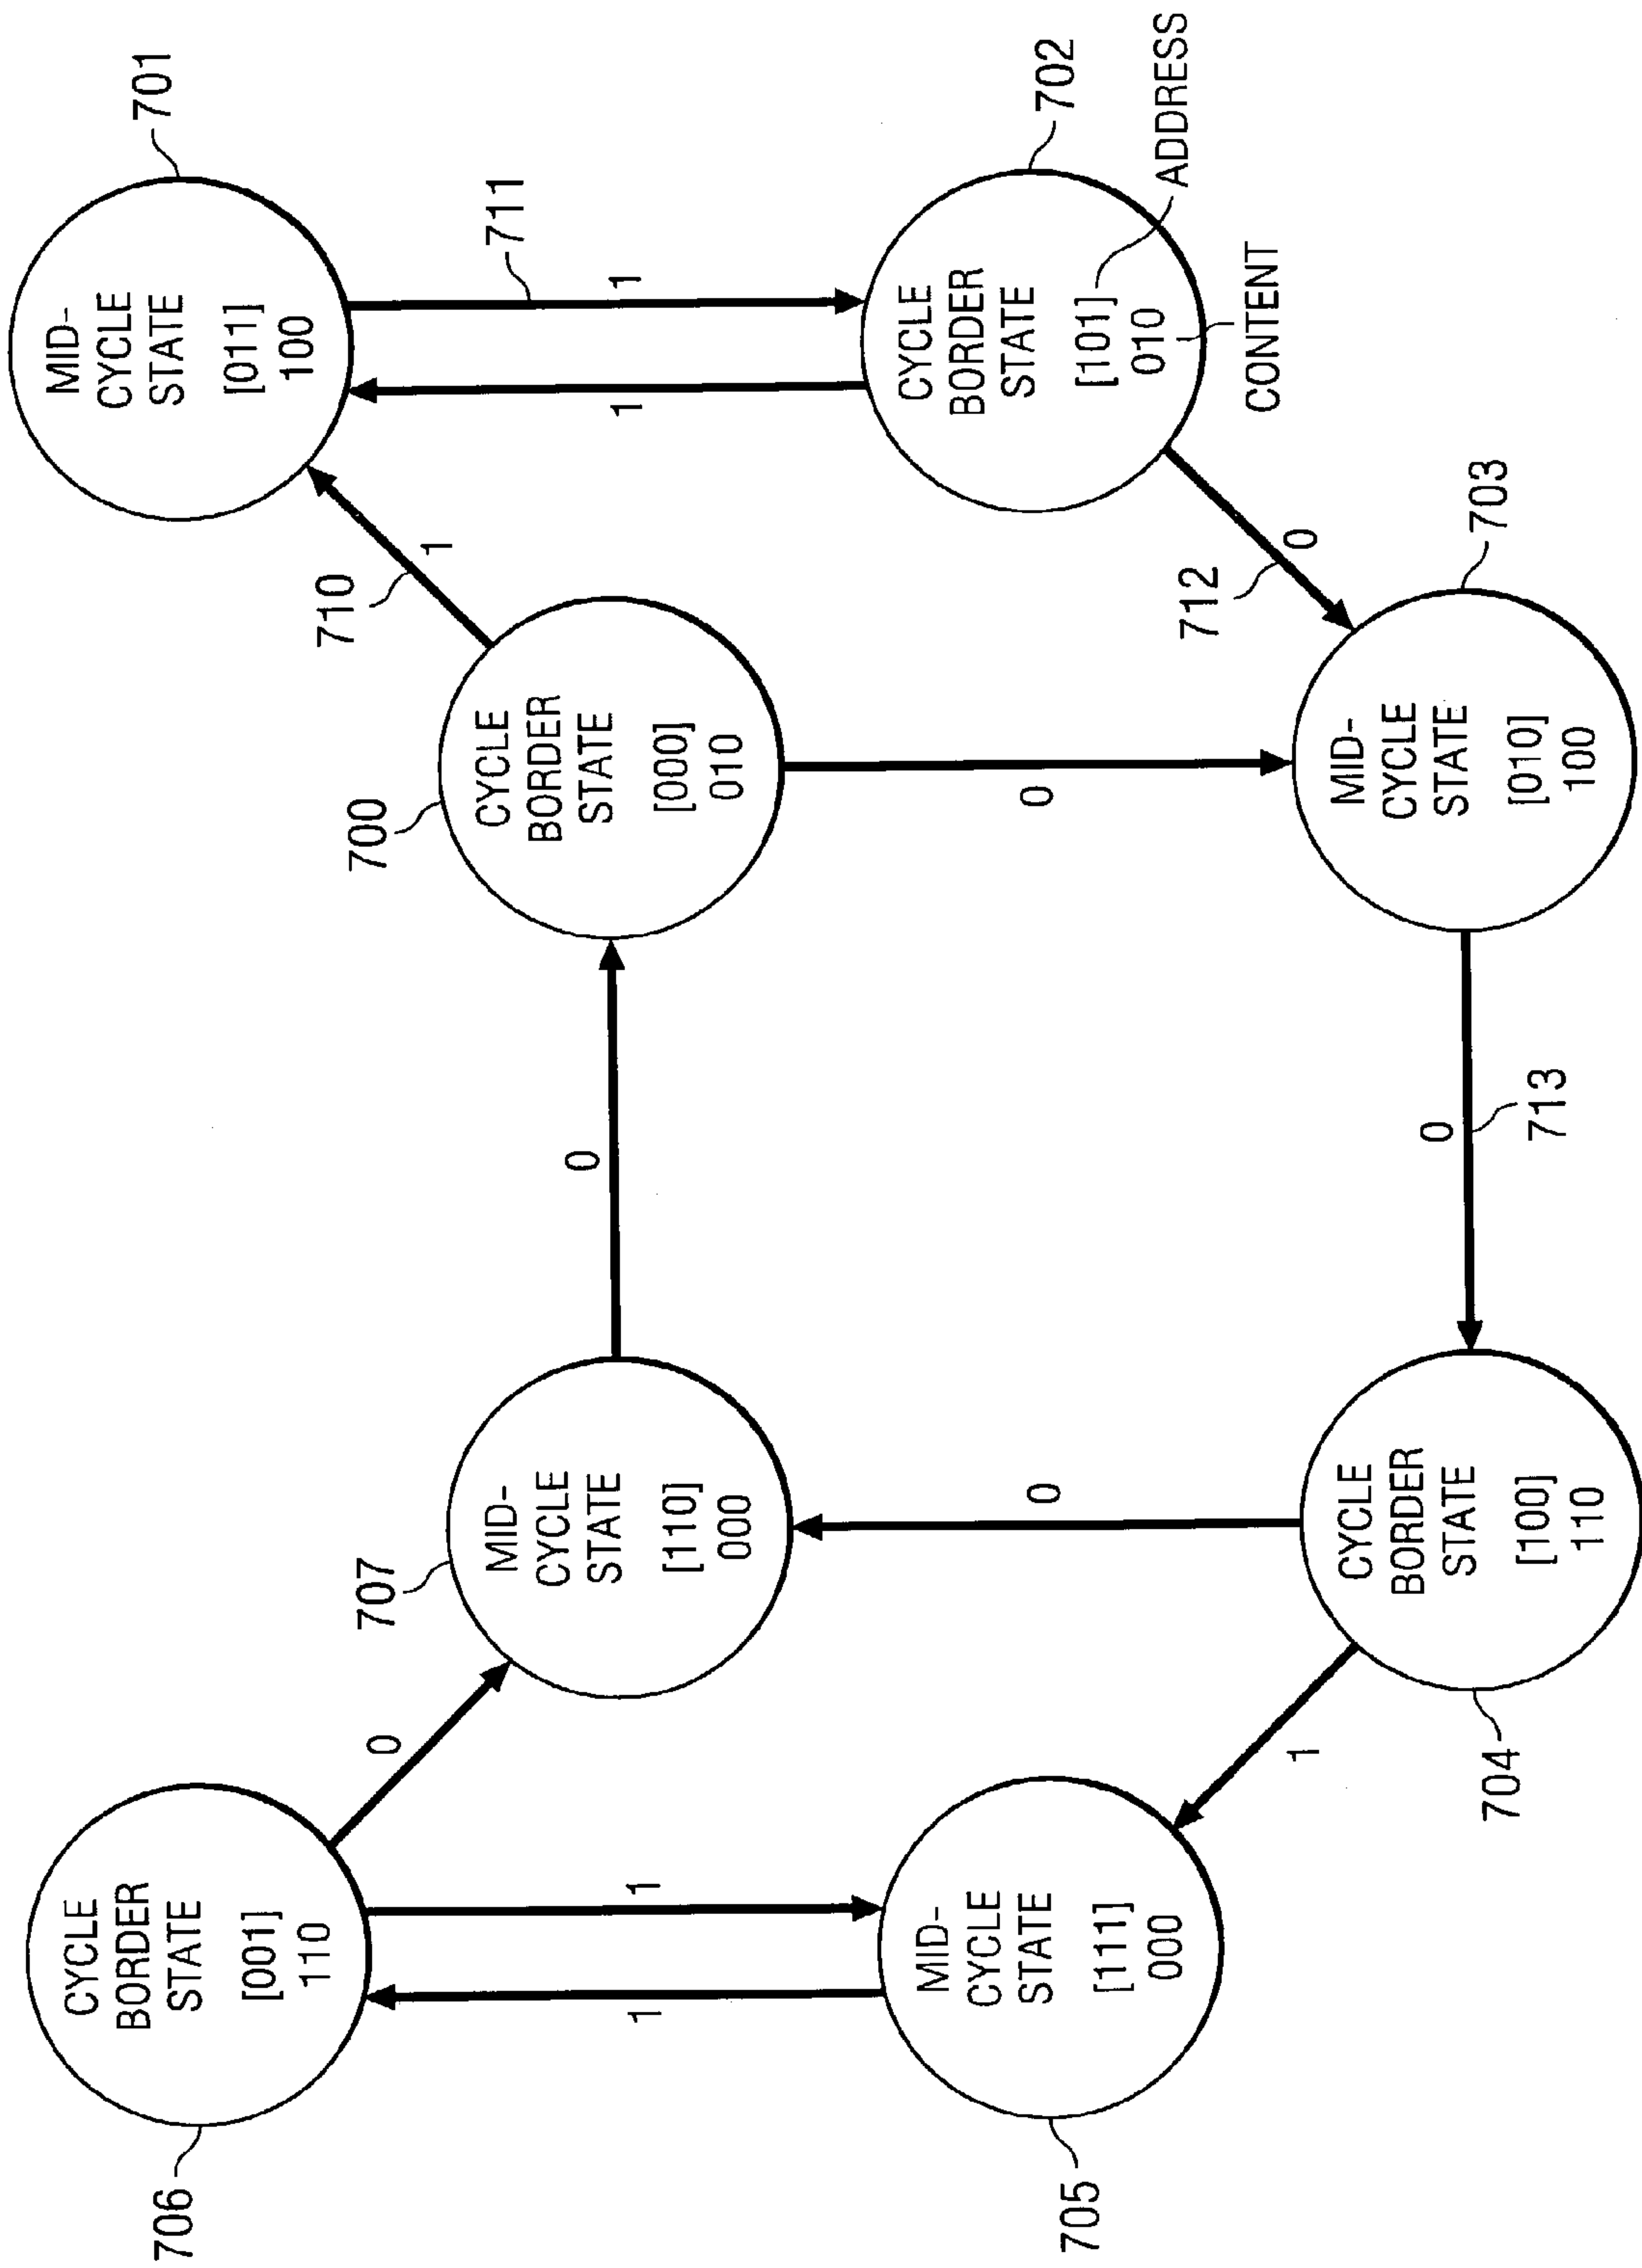 701
MID-
CYCLE
STATE
[011]
100
711
1
1
702
CYCLE
BORDER
STATE
[101]
010
ADDRESS
CONTENT
710
1
700
CYCLE
BORDER
STATE
[000]
010
0
712
0
703
MID-
CYCLE
STATE
[010]
100
0
0
713
707
MID-
CYCLE
STATE
[110]
000
0
704
CYCLE
BORDER
STATE
[100]
110
0
1
706
CYCLE
BORDER
STATE
[001]
110
1
1
705
MID-
CYCLE
STATE
[111]
000